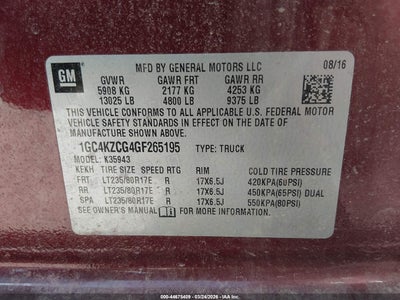 MFD BY GENERAL MOTORS LLC 08/16
GM GVWR GAWR FRT GAWR RR
5908 KG 2177 KG 4253 KG
13025 LB 4800 LB 9375 LB
THIS VEHICLE CONFORMS TO ALL APPLICABLE U.S. FEDERAL MOTOR
VEHICLE SAFETY STANDARDS IN EFFECT ON THE DATE OF
MANUFACTURE SHOWN ABOVE.
1GC4KZCG4GF265195 TYPE: TRUCK
MODEL: K35943
KEKH TIRE SIZE SPEED RTG RIM COLD TIRE PRESSURE
FRT LT235/80R17E R 17X6.5J 420KPA(60PSI)
RR LT235/80R17E R 17X6.5J 450KPA(65PSI) DUAL
SPA LT235/80R17E R 17X6.5J 550KPA(80PSI)
SEE OWNER'S MANUAL FOR MORE INFORMATION.
000-44675409 - 03/24/2026 - IAA, Inc.